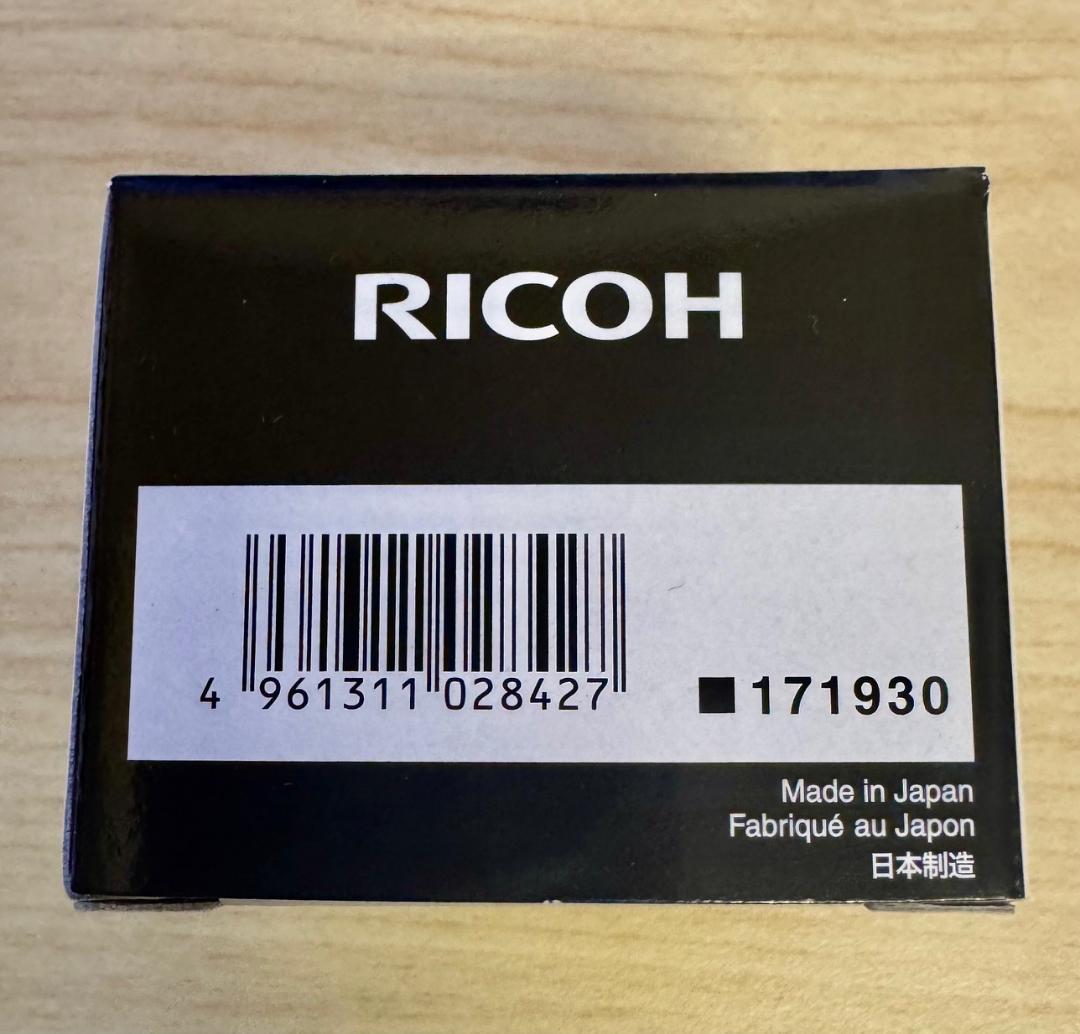 RICOH
4 961311 028427
■171930
Made in Japan
Fabriqué au Japon
日本制造